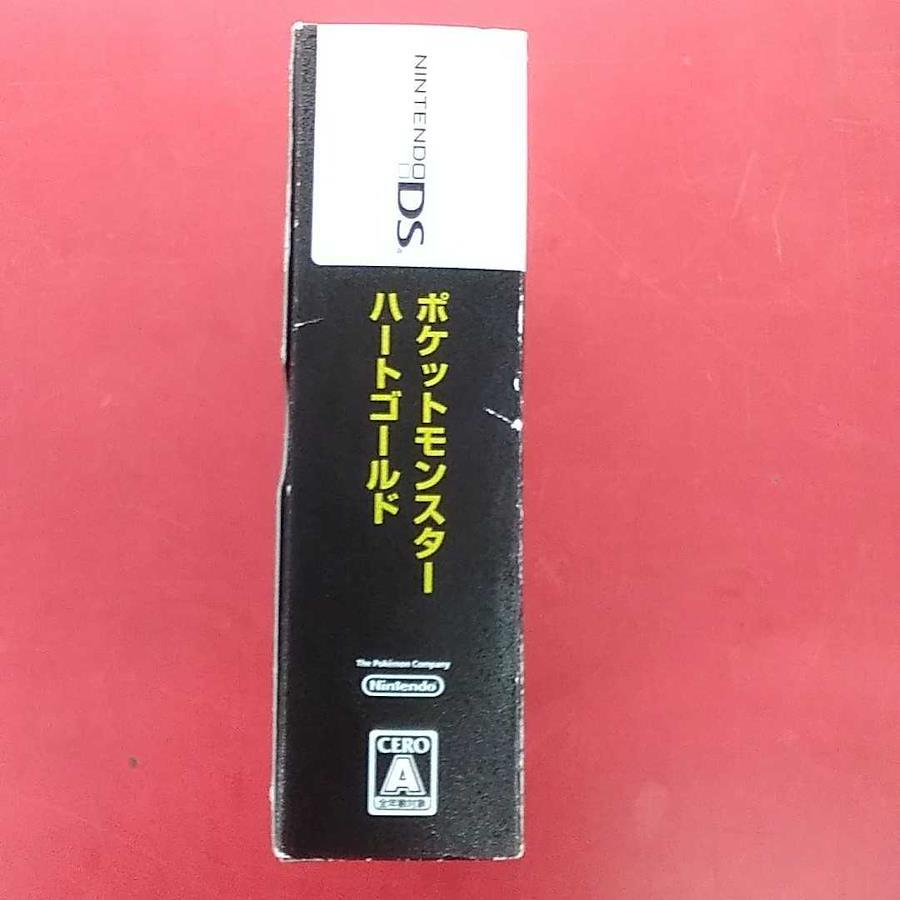 NINTENDO DS
ポケットモンスター
ハートゴールド
The Pokémon Company
Nintendo
CERO
A
全年齢対象